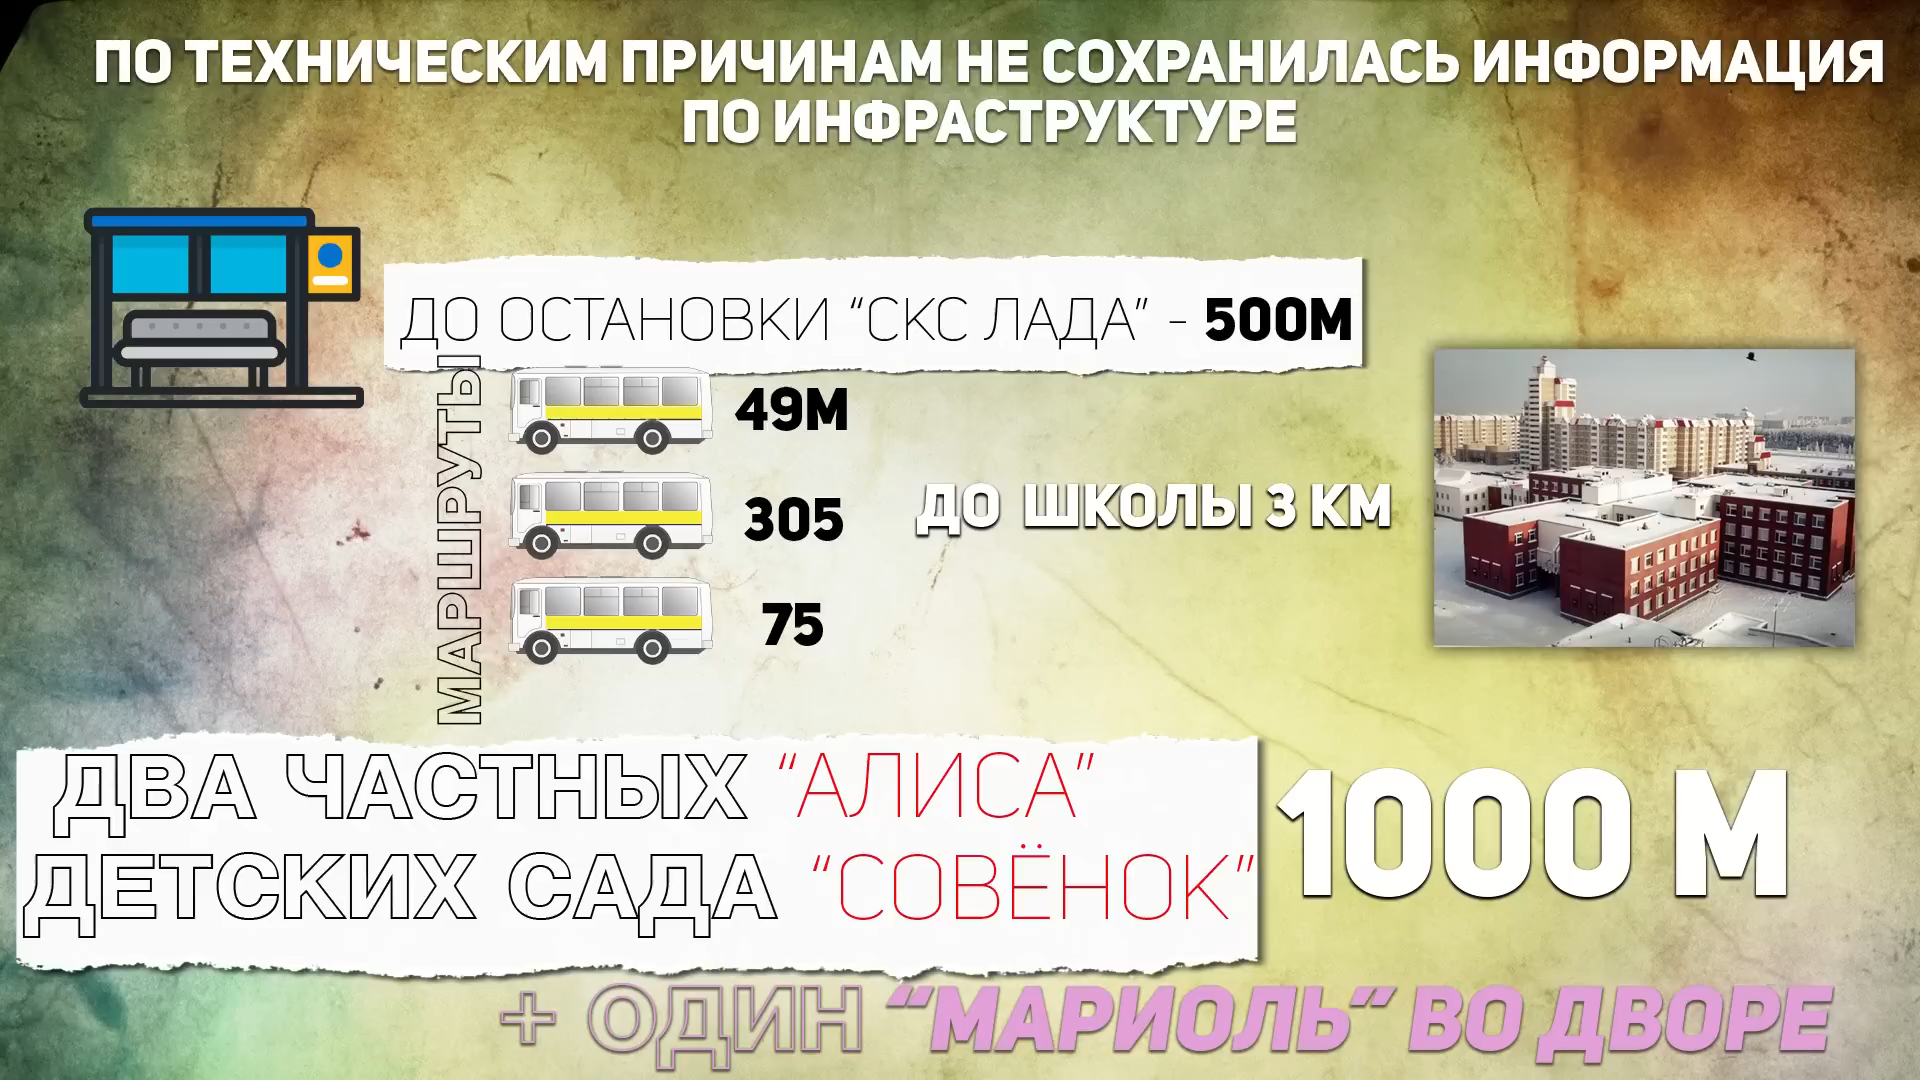 ПО ТЕХНИЧЕСКИМ ПРИЧИНАМ НЕ СОХРАНИЛАСЬ ИНФОРМАЦИЯ
ПО ИНФРАСТРУКТУРЕ
ДО ОСТАНОВКИ “СКС ЛАДА” - 500М
МАРШРУТЫ
49М
305
75
ДО ШКОЛЫ 3 КМ
ДВА ЧАСТНЫХ “АЛИСА”
ДЕТСКИХ САДА “СОВЁНОК”
1000 М
+ ОДИН “МАРИОЛЬ” ВО ДВОРЕ